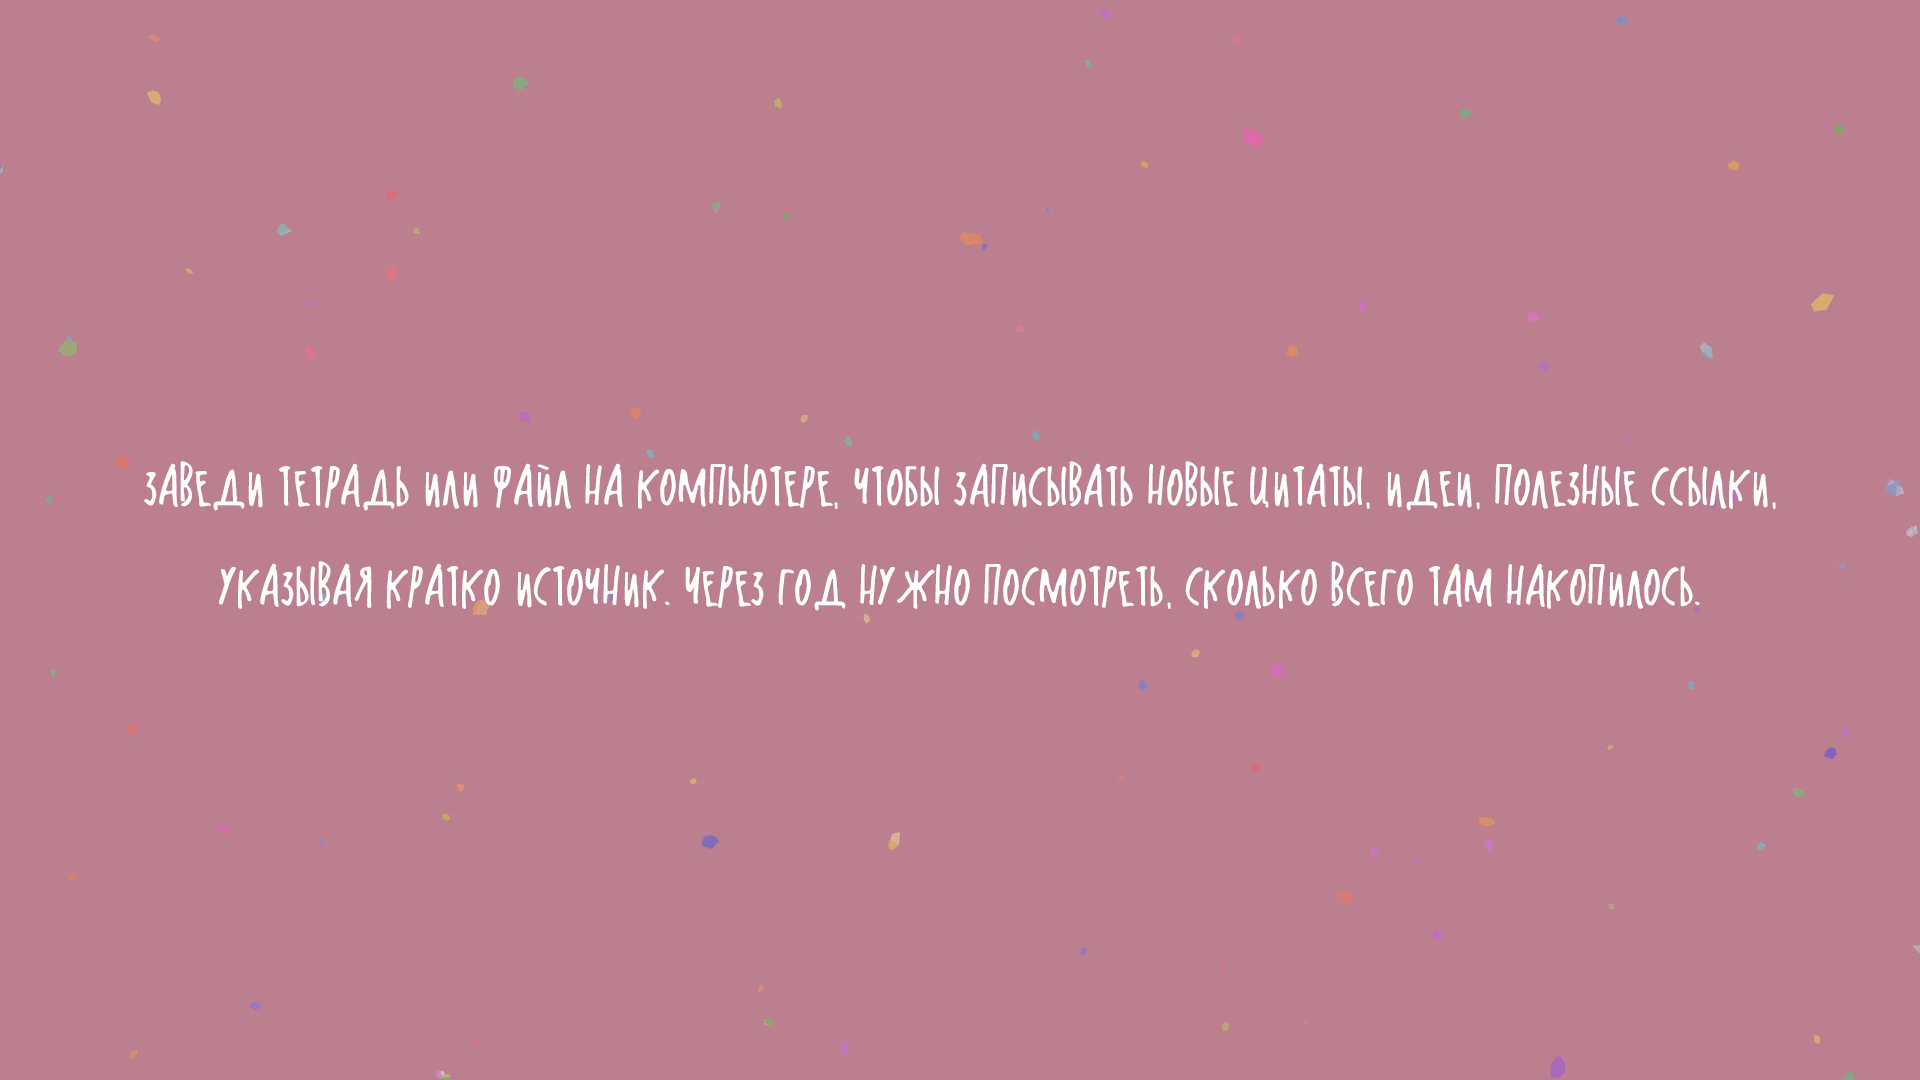 ЗАВЕДИ ТЕТРАДЬ ИЛИ ФАЙЛ НА КОМПЬЮТЕРЕ, ЧТОБЫ ЗАПИСЫВАТЬ НОВЫЕ ЦИТАТЫ, ИДЕИ, ПОЛЕЗНЫЕ ССЫЛКИ,
УКАЗЫВАЯ КРАТКО ИСТОЧНИК. ЧЕРЕЗ ГОД НУЖНО ПОСМОТРЕТЬ, СКОЛЬКО ВСЕГО ТАМ НАКОПИЛОСЬ.